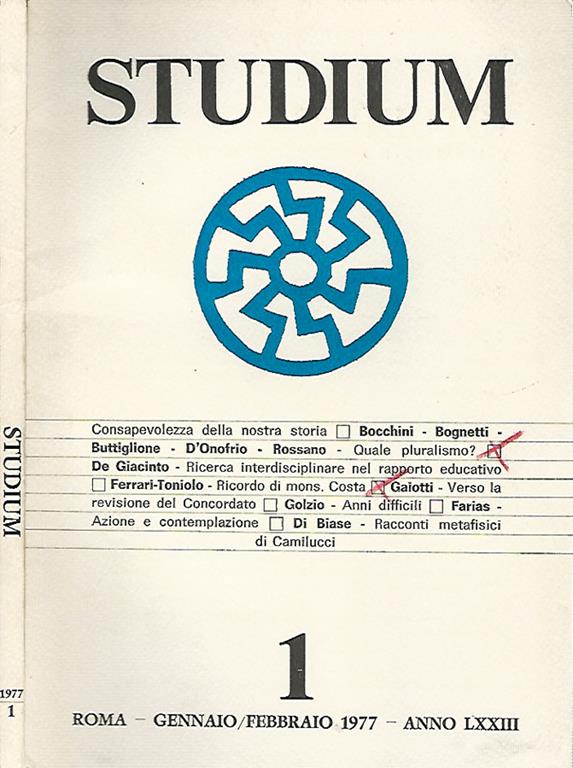 STUDIUM
Consapevolezza della nostra storia □ Bocchini - Bognetti -
Buttiglione - D'Onofrio - Rossano - Quale pluralismo? □
De Giacinto - Ricerca interdisciplinare nel rapporto educativo
□ Ferrari-Toniolo - Ricordo di mons. Costa □ Gaiotti - Verso la
revisione del Concordato □ Golzio - Anni difficili □ Farias -
Azione e contemplazione □ Di Biase - Racconti metafisici
di Camilucci
1
ROMA - GENNAIO/FEBBRAIO 1977 - ANNO LXXIII
STUDIUM
1977
1